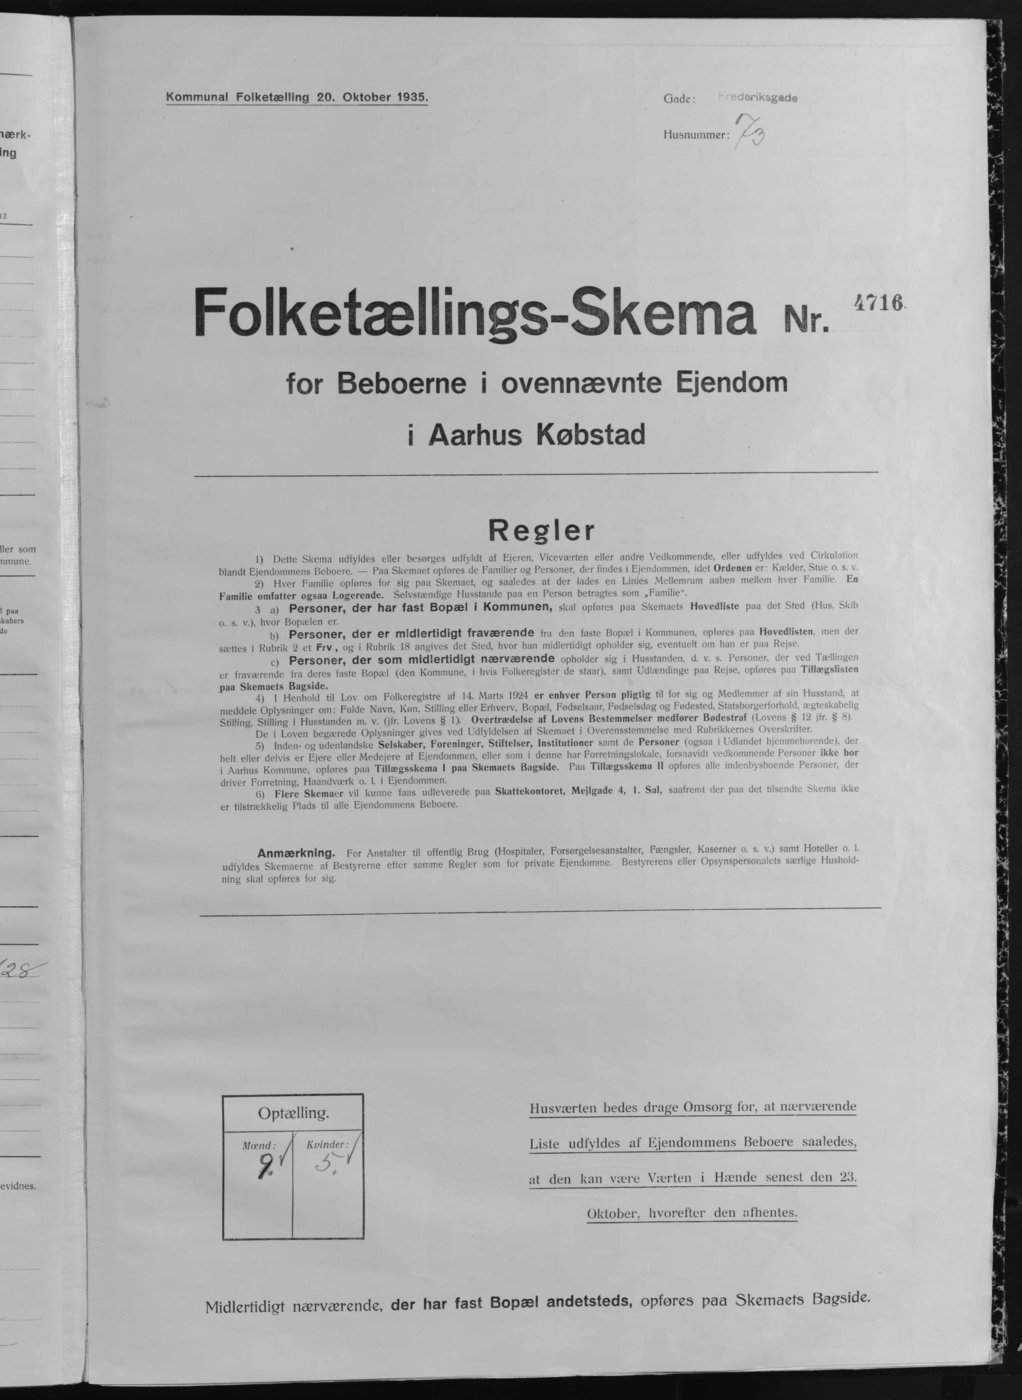 Kommunal Folketælling 20. Oktober 1935.
Gade: Frederiksgade
Husnummer: 73
Folketællings-Skema Nr. 4716
for Beboerne i ovennævnte Ejendom
i Aarhus Købstad
Regler
1) Dette Skema udfyldes eller besørges udfyldt af Ejeren, Viceværten eller andre Vedkommende, eller udfyldes ved Cirkulation
blandt Ejendommens Beboere. — Paa Skemaet opføres de Familier og Personer, der findes i Ejendommen, idet Ordenen er: Kælder, Stue o. s. v.
2) Hver Familie opføres for sig paa Skemaet, og saaledes at der lades en Linies Mellemrum aaben mellem hver Familie. En
Familie omfatter ogsaa Logerende. Selvstændige Husstande paa en Person betragtes som „Familie“.
3 a) Personer, der har fast Bopæl i Kommunen, skal opføres paa Skemaets Hovedliste paa det Sted (Hus, Skib
o. s. v.), hvor Bopælen er.
b) Personer, der er midlertidigt fraværende fra den faste Bopæl i Kommunen, opføres paa Hovedlisten, men der
sættes i Rubrik 2 et Frv., og i Rubrik 18 angives det Sted, hvor han midlertidigt opholder sig, eventuelt om han er paa Rejse.
c) Personer, der som midlertidigt nærværende opholder sig i Husstanden, d. v. s. Personer, der ved Tællingen
er fraværende fra deres faste Bopæl (den Kommune, i hvis Folkeregister de staar), samt Udlændinge paa Rejse, opføres paa Tillægslisten
paa Skemaets Bagside.
4) I Henhold til Lov om Folkeregistre af 14. Marts 1924 er enhver Person pligtig til for sig og Medlemmer af sin Husstand, at
meddele Oplysninger om: Fulde Navn, Køn, Stilling eller Erhverv, Bopæl, Fødselsaar, Fødselsdag og Fødested, Statsborgerforhold, ægteskabelig
Stilling, Stilling i Husstanden m. v. (jfr. Lovens § 1). Overtrædelse af Lovens Bestemmelser medfører Bødestraf (Lovens § 12 jfr. § 8).
De i Loven begærede Oplysninger gives ved Udfyldelsen af Skemaet i Overensstemmelse med Rubrikkernes Overskrifter.
5) Inden- og udenlandske Selskaber, Foreninger, Stiftelser, Institutioner samt de Personer (ogsaa i Udlandet hjemmehørende), der
helt eller delvis er Ejere eller Medejere af Ejendommen, eller som i denne har Forretningslokale, forsaavidt vedkommende Personer ikke bor
i Aarhus Kommune, opføres paa Tillægsskema I paa Skemaets Bagside. Paa Tillægsskema II opføres alle indenbysboende Personer, der
driver Forretning, Haandværk o. l. i Ejendommen.
6) Flere Skemaer vil kunne faas udleverede paa Skattekontoret, Mejlgade 4, 1. Sal, saafremt der paa det tilsendte Skema ikke
er tilstrækkelig Plads til alle Ejendommens Beboere.
Anmærkning. For Anstalter til offentlig Brug (Hospitaler, Forsørgelsesanstalter, Fængsler, Kaserner o. s. v.) samt Hoteller o. l.
udfyldes Skemaerne af Bestyrerne efter samme Regler som for private Ejendomme. Bestyrerens eller Opsynspersonalets særlige Hushold-
ning skal opføres for sig.
Optælling.
Mænd: Kvinder:
9. 5.
Husværten bedes drage Omsorg for, at nærværende
Liste udfyldes af Ejendommens Beboere saaledes,
at den kan være Værten i Hænde senest den 23.
Oktober, hvorefter den afhentes.
Midlertidigt nærværende, der har fast Bopæl andetsteds, opføres paa Skemaets Bagside.
mærk-
ing
12
ller som
mmune.
l paa
skabers
de
28
evidnes.